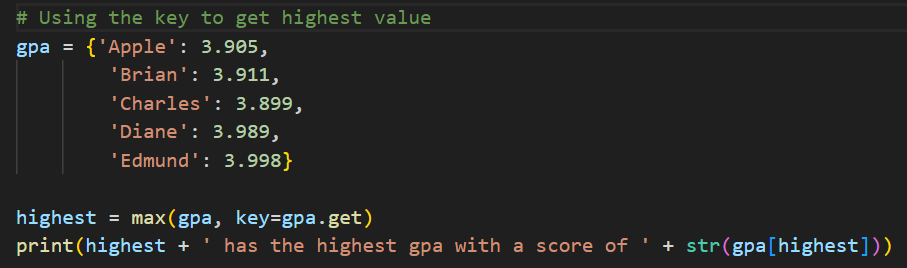 # Using the key to get highest value
gpa = {'Apple': 3.905,
        'Brian': 3.911,
        'Charles': 3.899,
        'Diane': 3.989,
        'Edmund': 3.998}

highest = max(gpa, key=gpa.get)
print(highest + ' has the highest gpa with a score of ' + str(gpa[highest]))